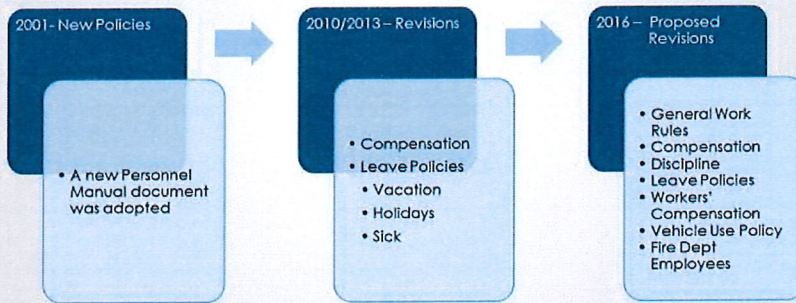 2001- New Policies
• A new Personnel
Manual document
was adopted
2010/2013 – Revisions
• Compensation
• Leave Policies
• Vacation
• Holidays
• Sick
2016 – Proposed
Revisions
• General Work
Rules
• Compensation
• Discipline
• Leave Policies
• Workers'
Compensation
• Vehicle Use Policy
• Fire Dept
Employees